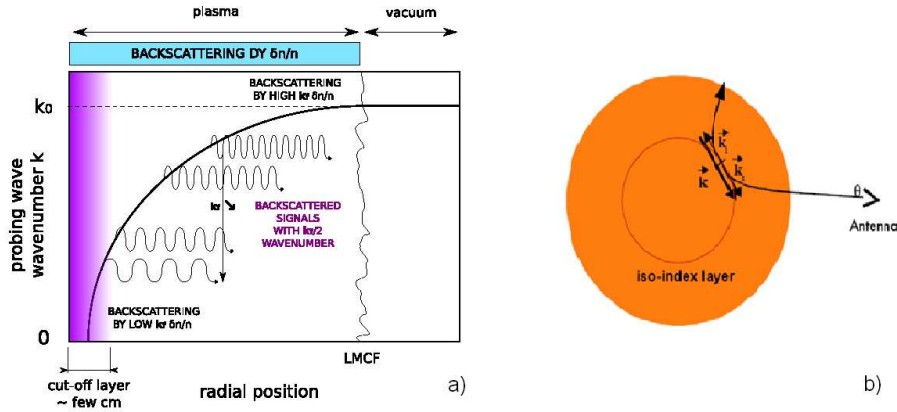 plasma
vacuum
BACKSCATTERING DY δn/n
BACKSCATTERING
BY HIGH kσ δn/n
k₀
probing wave
wavenumber k
kσ ↘
BACKSCATTERED
SIGNALS
WITH kσ/2
WAVENUMBER
BACKSCATTERING
BY LOW kσ δn/n
0
LMCF
cut-off layer
~ few cm
radial position
a)
k
k
k
θ
Antenna
iso-index layer
b)